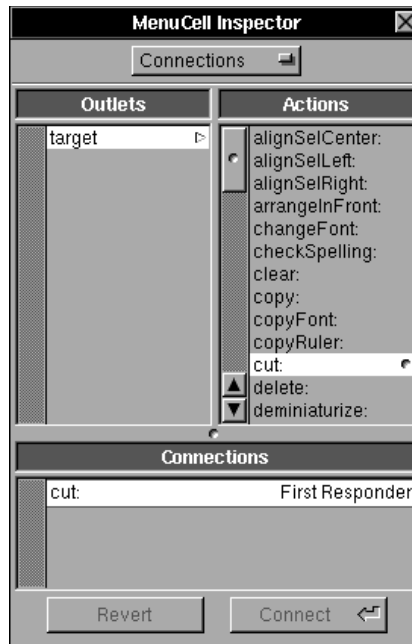 MenuCell Inspector
Connections
Outlets
Actions
target
alignSelCenter:
alignSelLeft:
alignSelRight:
arrangeInFront:
changeFont:
checkSpelling:
clear:
copy:
copyFont:
copyRuler:
cut:
delete:
deminiaturize:
Connections
cut: First Responder
Revert
Connect